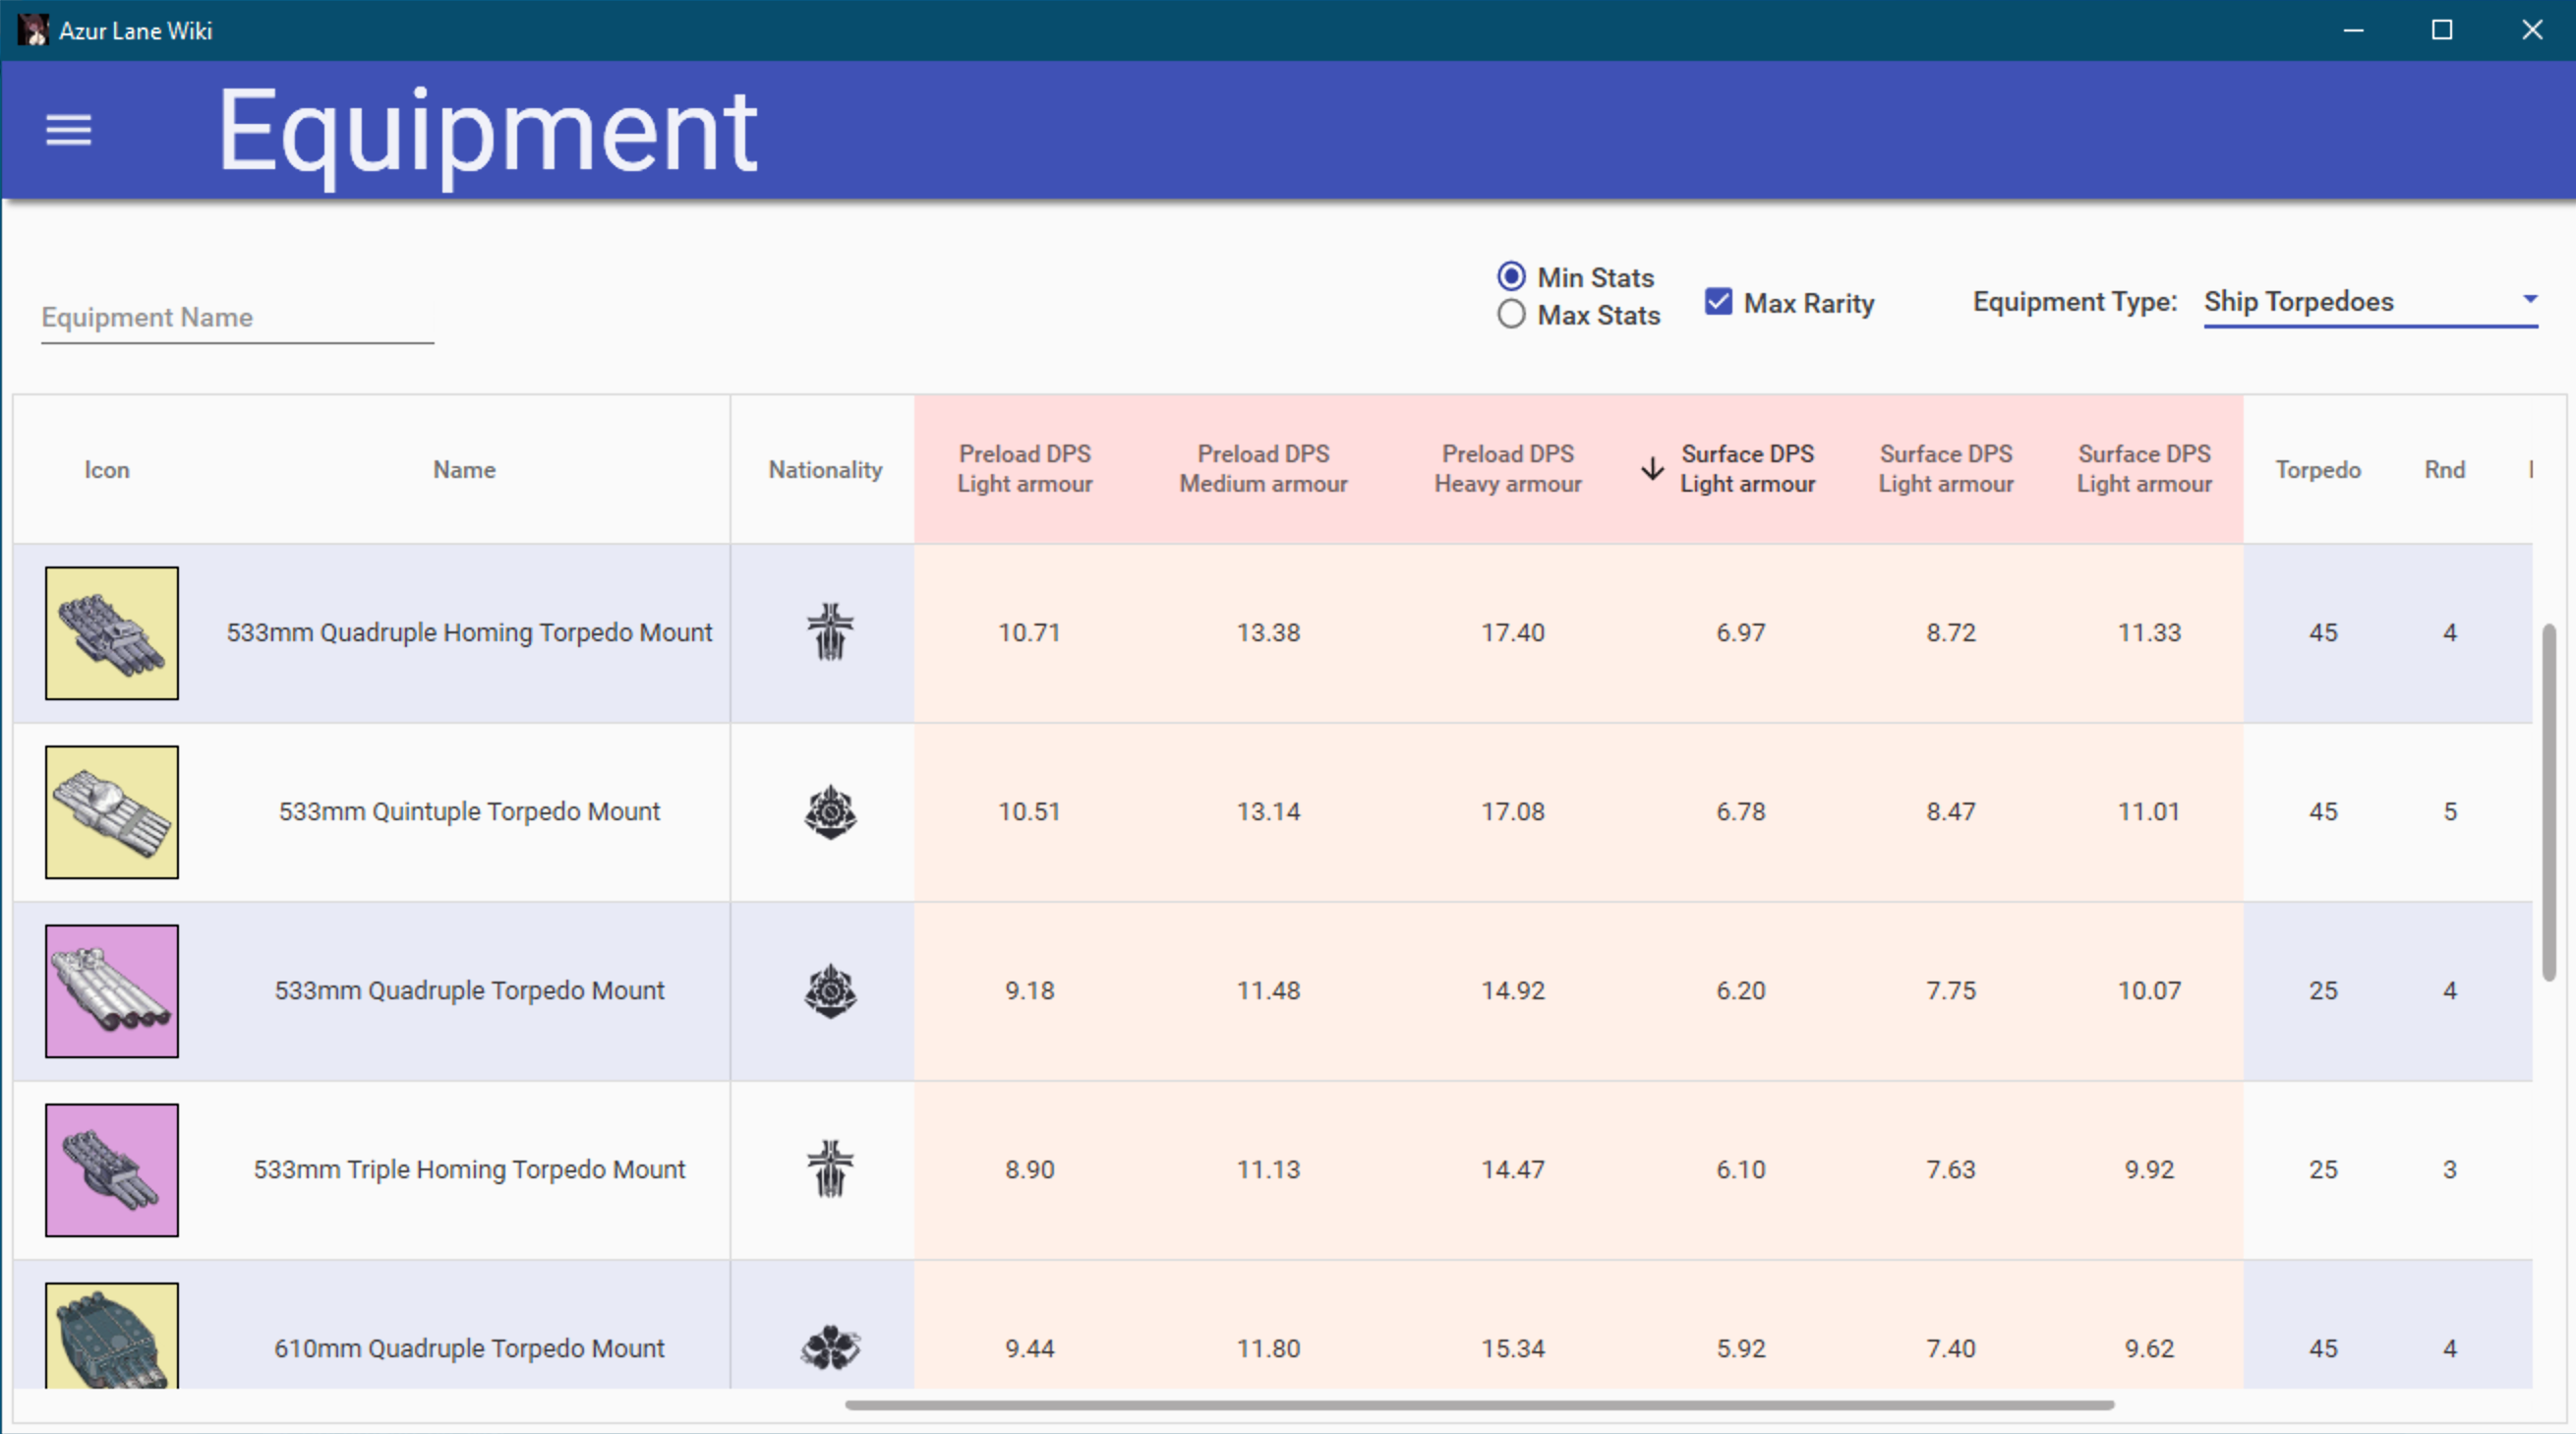 Azur Lane Wiki
Equipment
Equipment Name
Min Stats
Max Stats
Max Rarity
Equipment Type:
Ship Torpedoes
Icon
Name
Nationality
Preload DPS
Light armour
Preload DPS
Medium armour
Preload DPS
Heavy armour
Surface DPS
Light armour
Surface DPS
Light armour
Surface DPS
Light armour
Torpedo
Rnd
533mm Quadruple Homing Torpedo Mount 10.71 13.38 17.40 6.97 8.72 11.33 45 4
533mm Quintuple Torpedo Mount 10.51 13.14 17.08 6.78 8.47 11.01 45 5
533mm Quadruple Torpedo Mount 9.18 11.48 14.92 6.20 7.75 10.07 25 4
533mm Triple Homing Torpedo Mount 8.90 11.13 14.47 6.10 7.63 9.92 25 3
610mm Quadruple Torpedo Mount 9.44 11.80 15.34 5.92 7.40 9.62 45 4